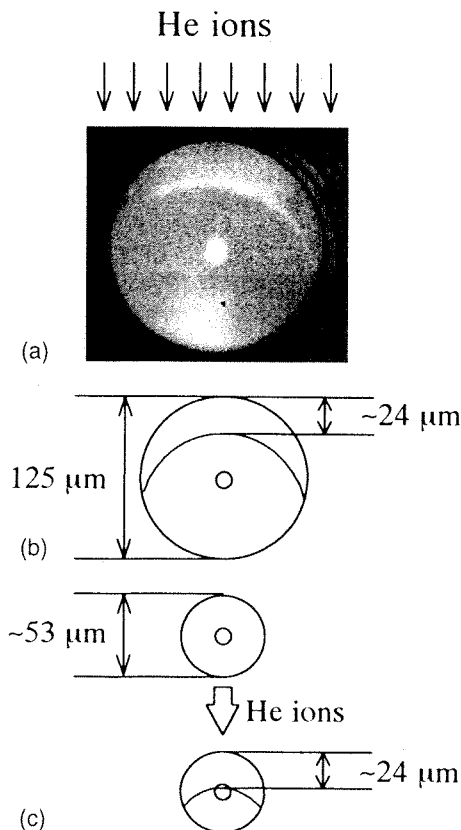 He ions
(a)
~24 μm
125 μm
(b)
~53 μm
He ions
~24 μm
(c)